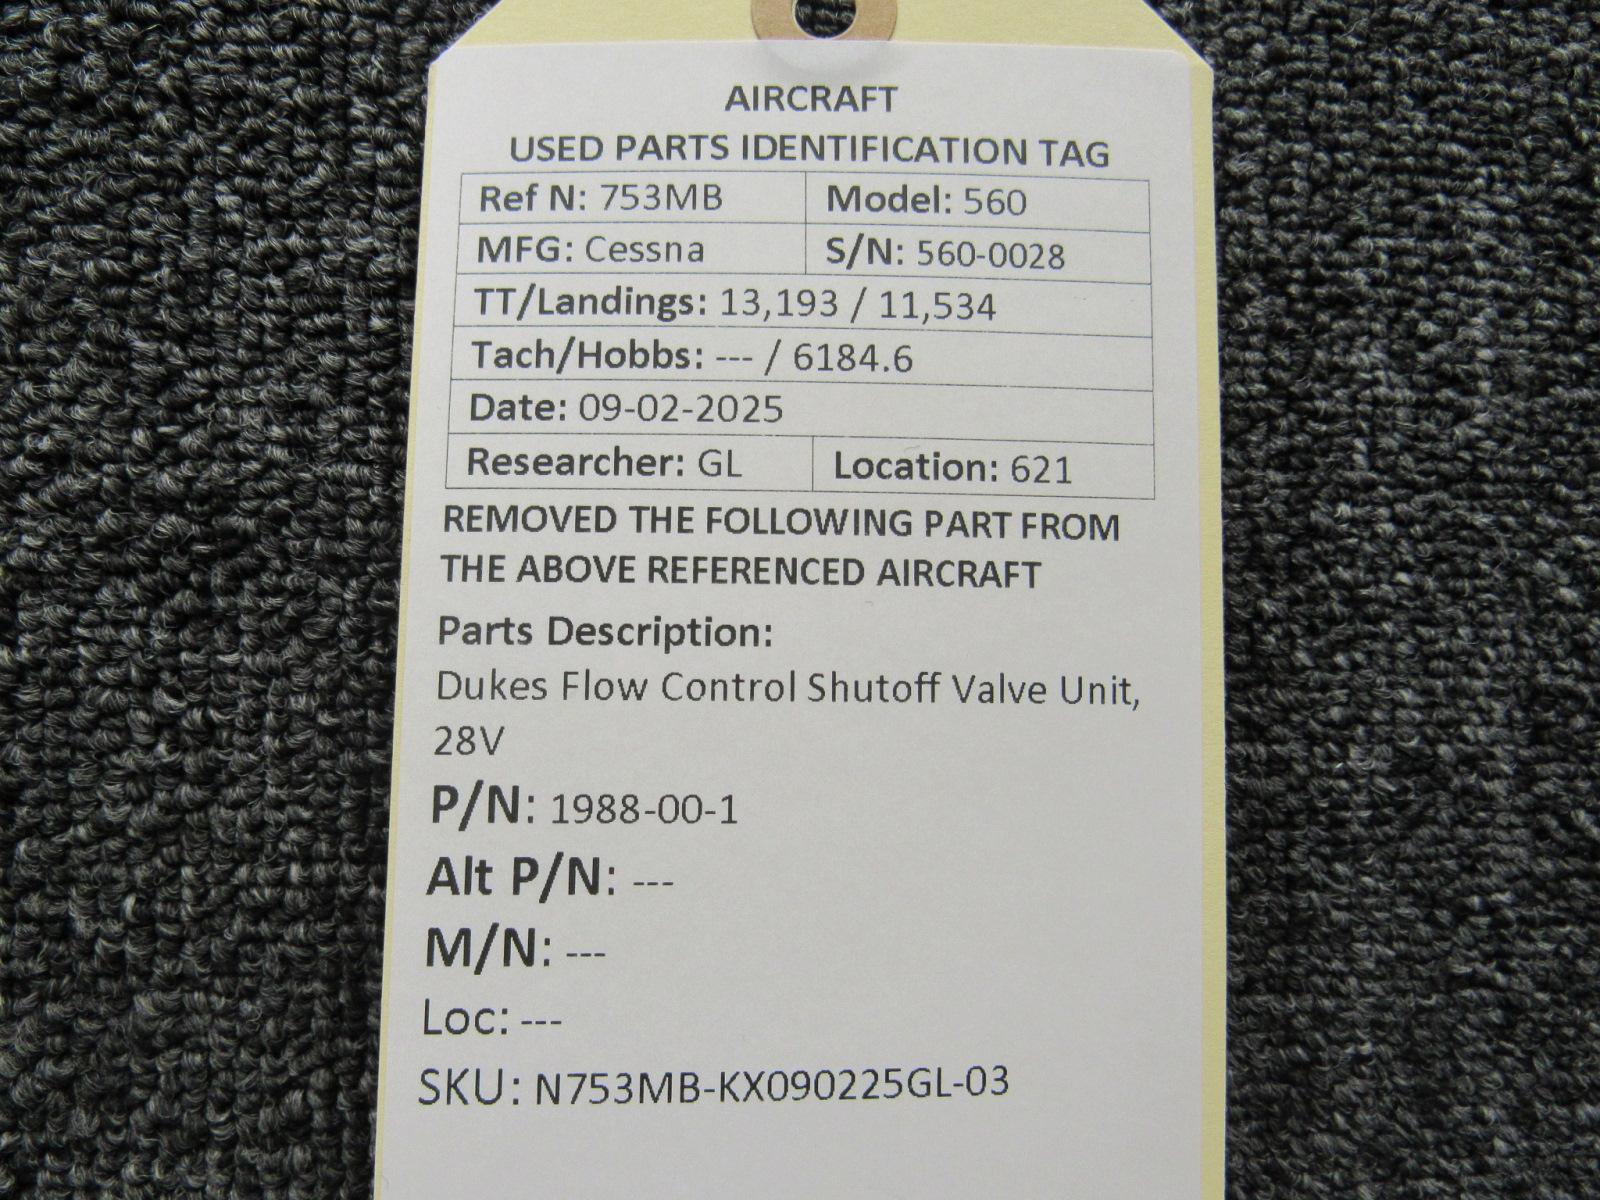 AIRCRAFT
USED PARTS IDENTIFICATION TAG
Ref N: 753MB Model: 560
MFG: Cessna S/N: 560-0028
TT/Landings: 13,193 / 11,534
Tach/Hobbs: --- / 6184.6
Date: 09-02-2025
Researcher: GL Location: 621
REMOVED THE FOLLOWING PART FROM
THE ABOVE REFERENCED AIRCRAFT
Parts Description:
Dukes Flow Control Shutoff Valve Unit,
28V
P/N: 1988-00-1
Alt P/N: ---
M/N: ---
Loc: ---
SKU: N753MB-KX090225GL-03